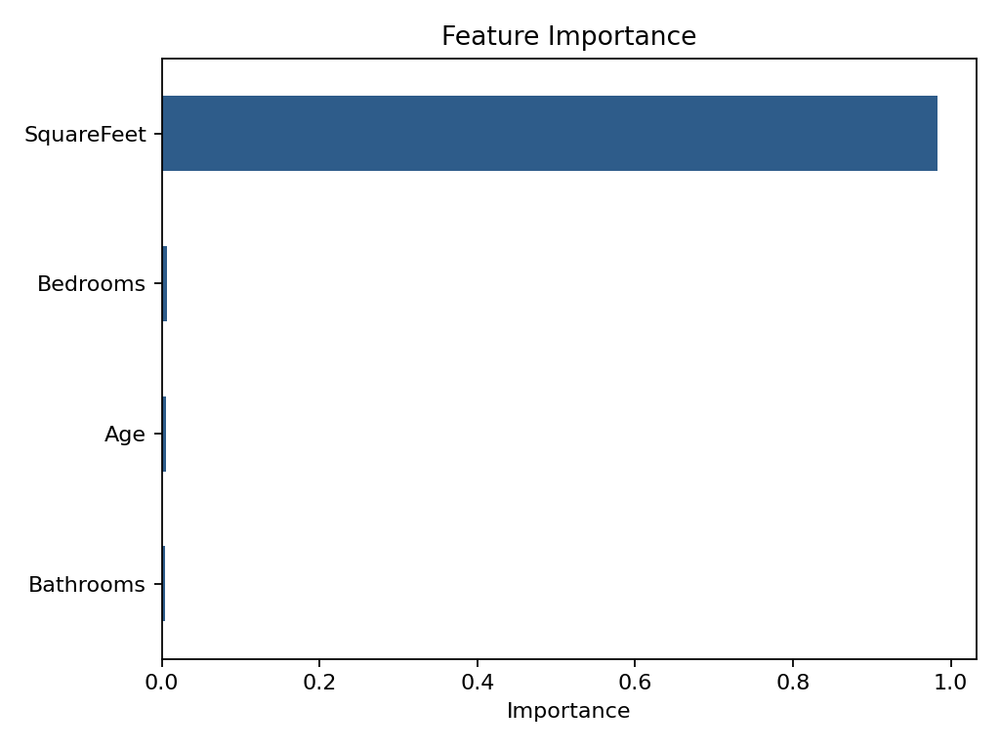 Feature Importance
SquareFeet
Bedrooms
Age
Bathrooms
0.0 0.2 0.4 0.6 0.8 1.0
Importance